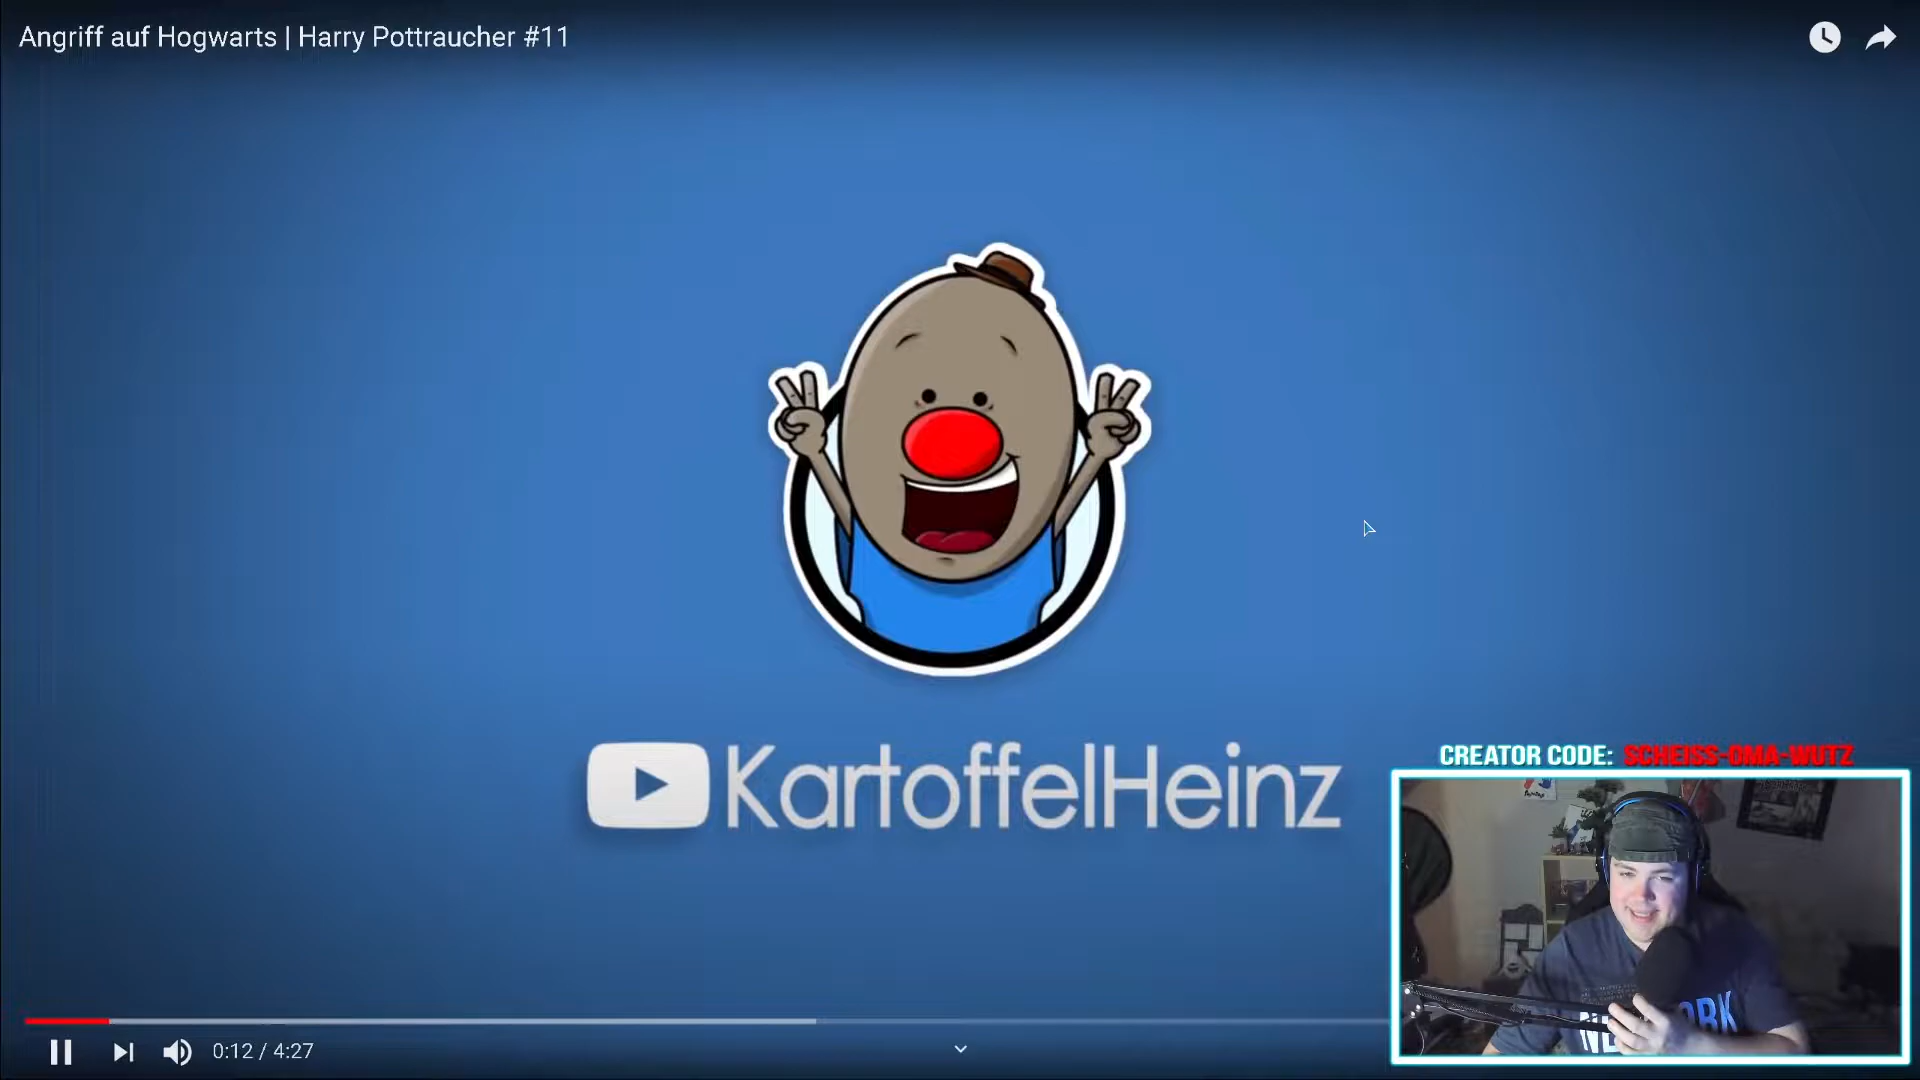 Angriff auf Hogwarts | Harry Pottraucher #11
KartoffelHeinz
CREATOR CODE: SCHEISS-OMA-WUTZ
0:12 / 4:27